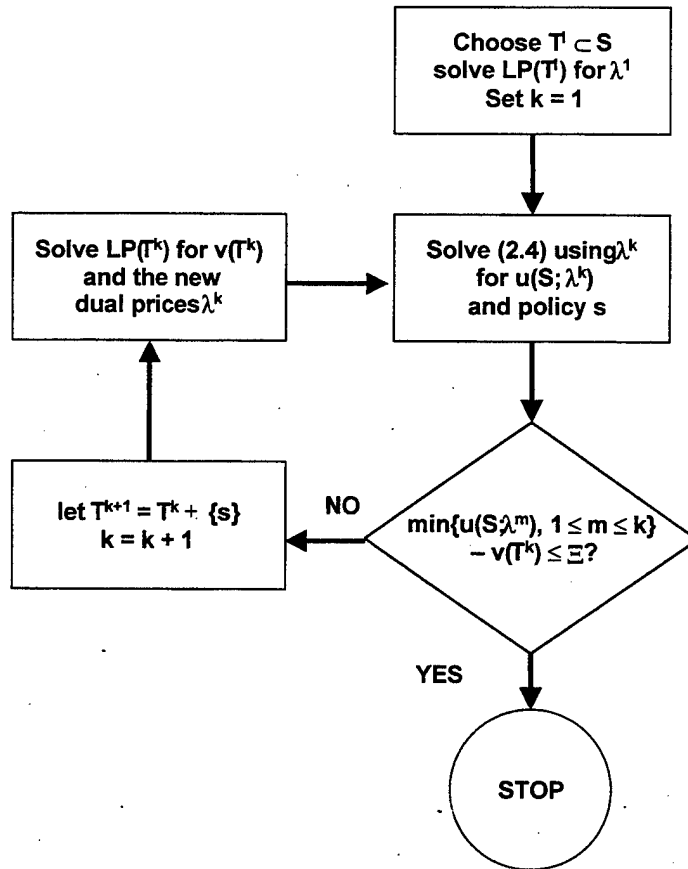 Choose Tˡ ⊂ S
solve LP(Tˡ) for λ¹
Set k = 1
Solve (2.4) using λᵏ
for u(S; λᵏ)
and policy s
min{u(S;λᵐ), 1 ≤ m ≤ k}
– v(Tᵏ) ≤ Ξ?
NO
let Tᵏ⁺¹ = Tᵏ + {s}
k = k + 1
Solve LP(Tᵏ) for v(Tᵏ)
and the new
dual prices λᵏ
YES
STOP